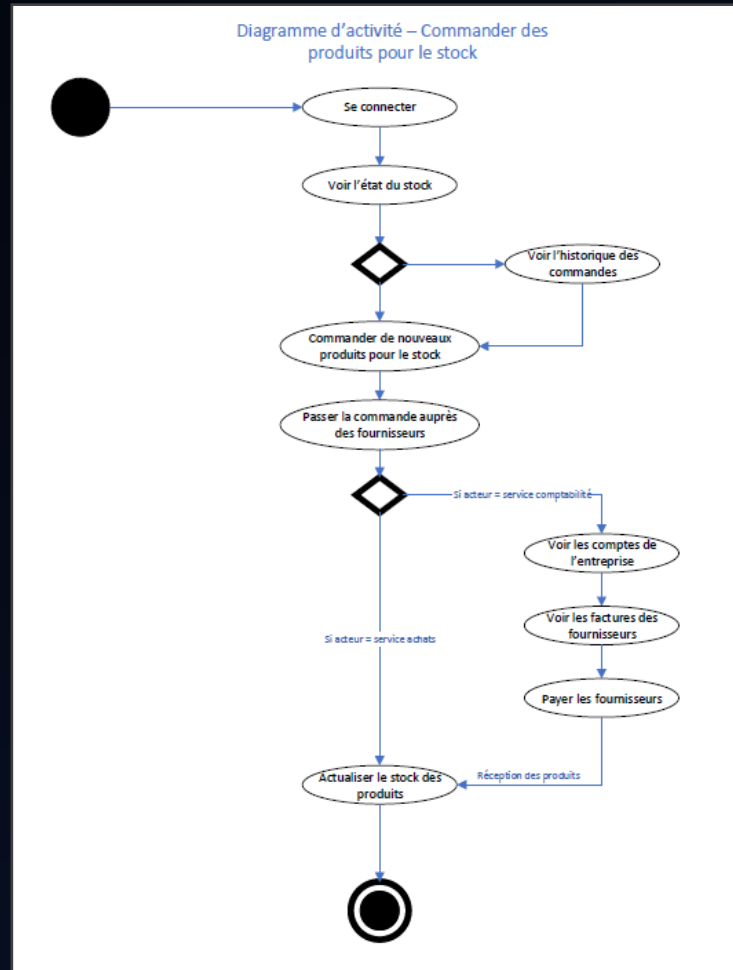 Diagramme d'activité – Commander des
produits pour le stock
Se connecter
Voir l'état du stock
Voir l'historique des
commandes
Commander de nouveaux
produits pour le stock
Passer la commande auprès
des fournisseurs
Si acteur = service comptabilité
Voir les comptes de
l'entreprise
Voir les factures des
fournisseurs
Si acteur = service achats
Payer les fournisseurs
Actualiser le stock des
produits
Réception des produits